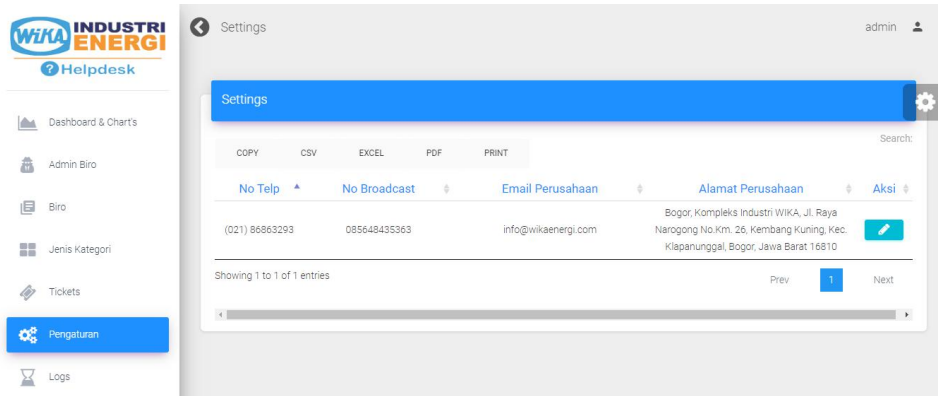 WiKA INDUSTRI
ENERGI
?Helpdesk
Dashboard & Chart's
Admin Biro
Biro
Jenis Kategori
Tickets
Pengaturan
Logs
Settings
admin
Settings
Search:
COPY CSV EXCEL PDF PRINT
No Telp No Broadcast Email Perusahaan Alamat Perusahaan Aksi
(021) 86863293 085648435363 info@wikaenergi.com Bogor, Kompleks Industri WIKA, Jl. Raya
Narogong No.Km. 26, Kembang Kuning, Kec.
Klapanunggal, Bogor, Jawa Barat 16810
Showing 1 to 1 of 1 entries
Prev 1 Next